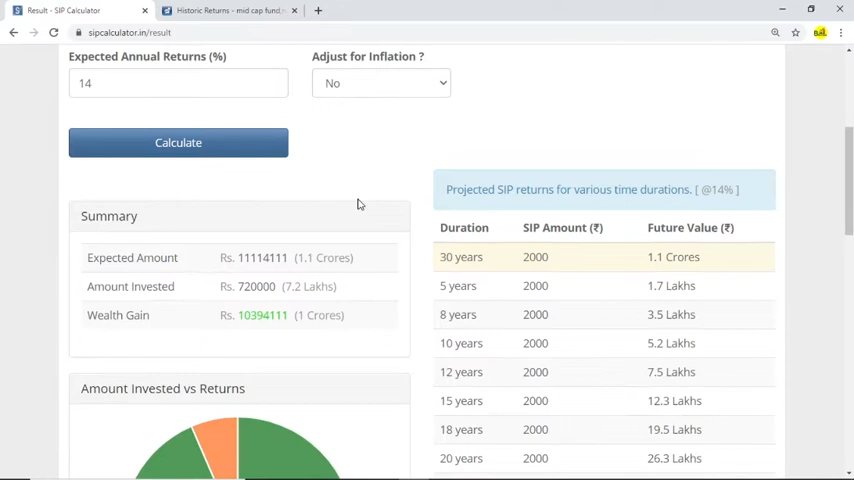 Result - SIP Calculator
Historic Returns - mid cap fund,
sipcalculator.in/result
Expected Annual Returns (%)
Adjust for Inflation ?
14
No
Calculate
Projected SIP returns for various time durations. [ @14% ]
Summary
Duration SIP Amount (₹) Future Value (₹)
Expected Amount Rs. 11114111 (1.1 Crores)
Amount Invested Rs. 720000 (7.2 Lakhs)
Wealth Gain Rs. 10394111 (1 Crores)
30 years 2000 1.1 Crores
5 years 2000 1.7 Lakhs
8 years 2000 3.5 Lakhs
10 years 2000 5.2 Lakhs
12 years 2000 7.5 Lakhs
15 years 2000 12.3 Lakhs
18 years 2000 19.5 Lakhs
20 years 2000 26.3 Lakhs
Amount Invested vs Returns